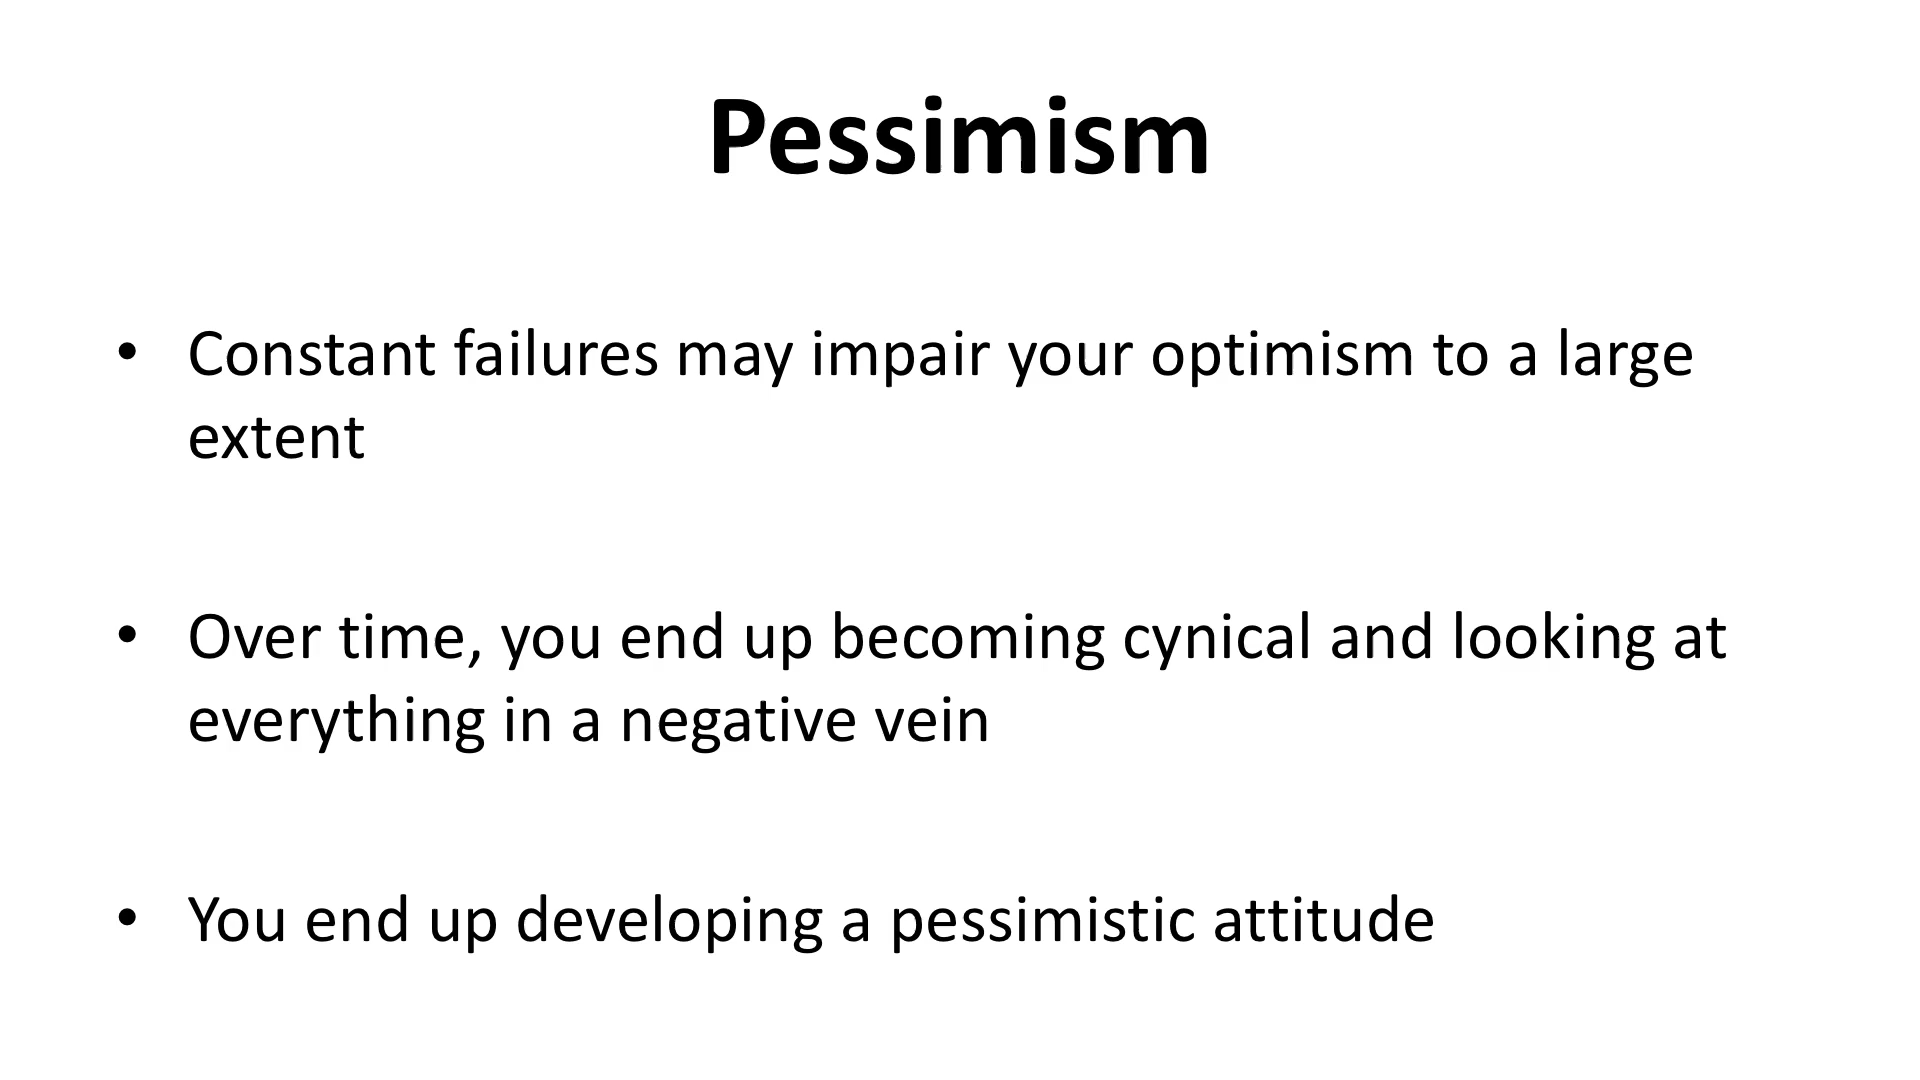 Pessimism
• Constant failures may impair your optimism to a large
extent
• Over time, you end up becoming cynical and looking at
everything in a negative vein
• You end up developing a pessimistic attitude